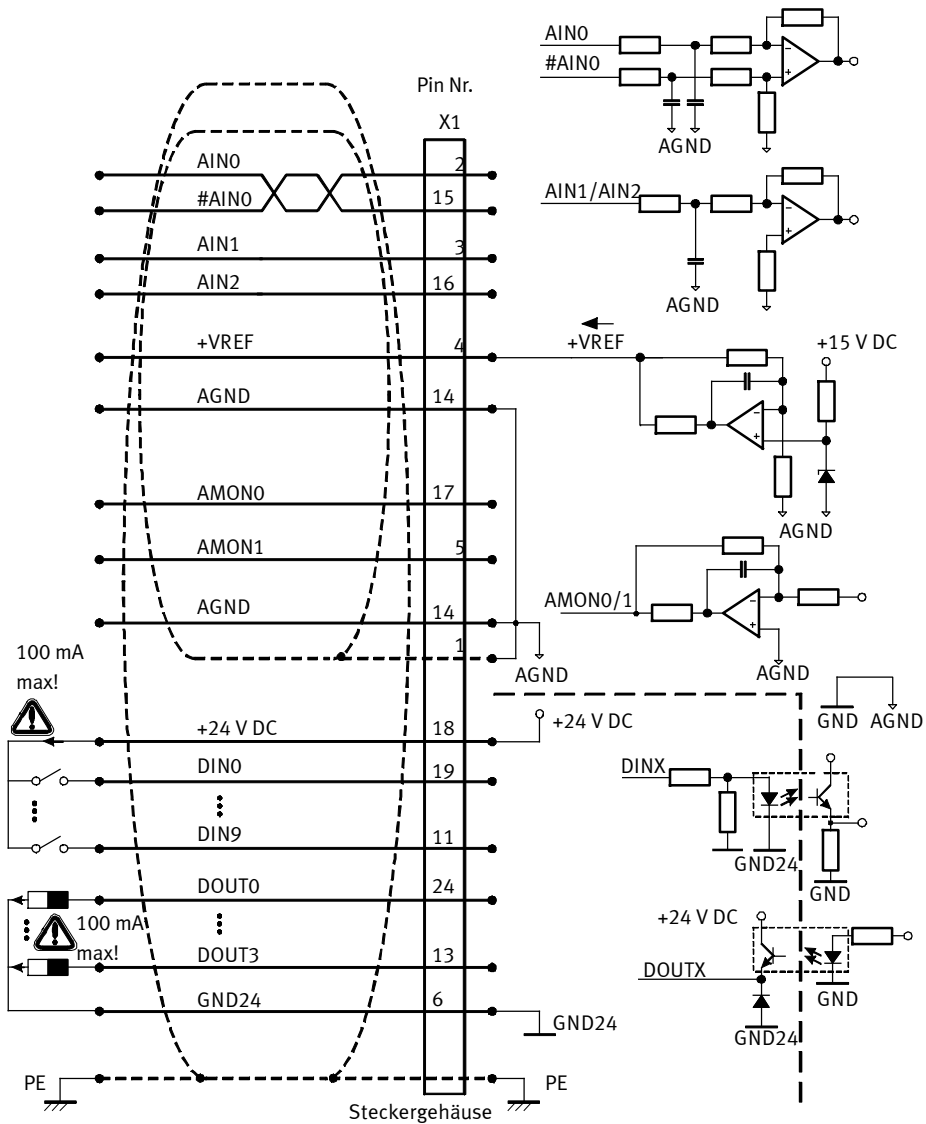 Pin Nr.
X1
AIN0
2
#AIN0
15
AIN1
3
AIN2
16
+VREF
4
AGND
14
AMON0
17
AMON1
5
AGND
14
1
AGND
100 mA
max!
+24 V DC
18
+24 V DC
DIN0
19
DIN9
11
DOUT0
24
100 mA
max!
DOUT3
13
GND24
6
GND24
PE
PE
Steckergehäuse
AIN0
#AIN0
-
+
AGND
AIN1/AIN2
-
+
AGND
+VREF
+15 V DC
-
+
AGND
AMON0/1
-
+
AGND
GND
AGND
DINX
GND24
GND
+24 V DC
DOUTX
GND
GND24